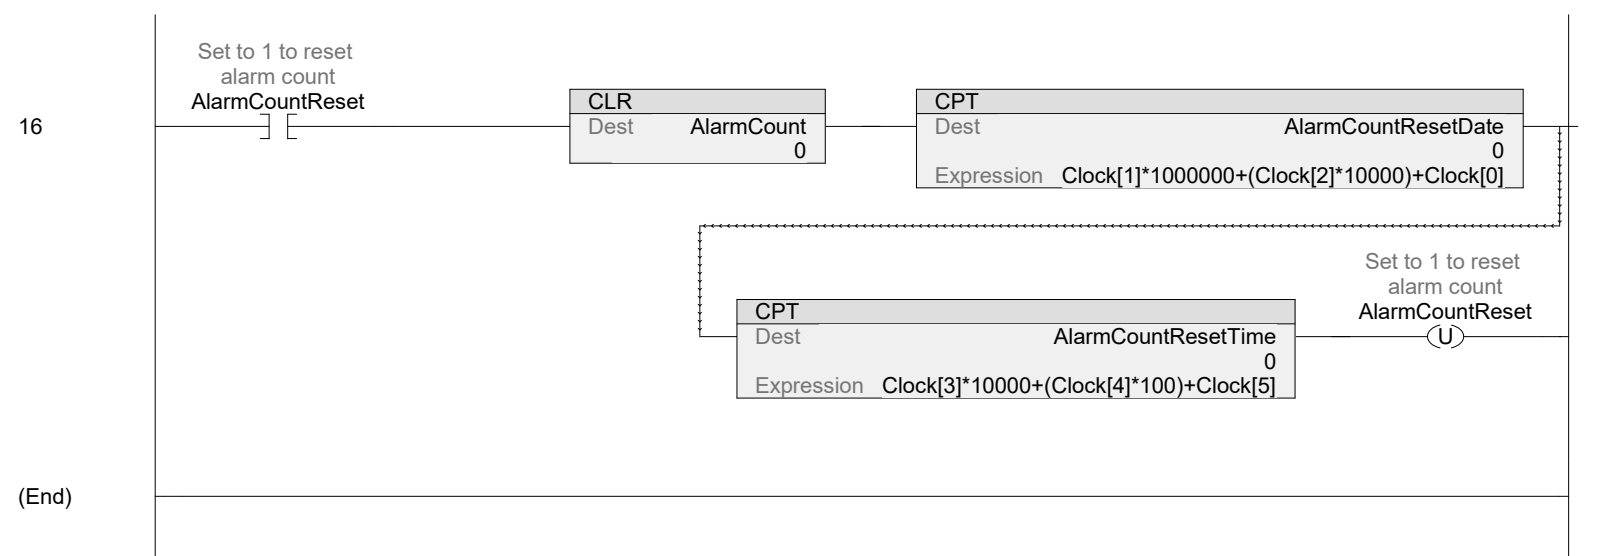 Set to 1 to reset
alarm count
AlarmCountReset
16
CLR
Dest AlarmCount
0
CPT
Dest AlarmCountResetDate
0
Expression Clock[1]*1000000+(Clock[2]*10000)+Clock[0]
CPT
Dest AlarmCountResetTime
0
Expression Clock[3]*10000+(Clock[4]*100)+Clock[5]
Set to 1 to reset
alarm count
AlarmCountReset
U
(End)